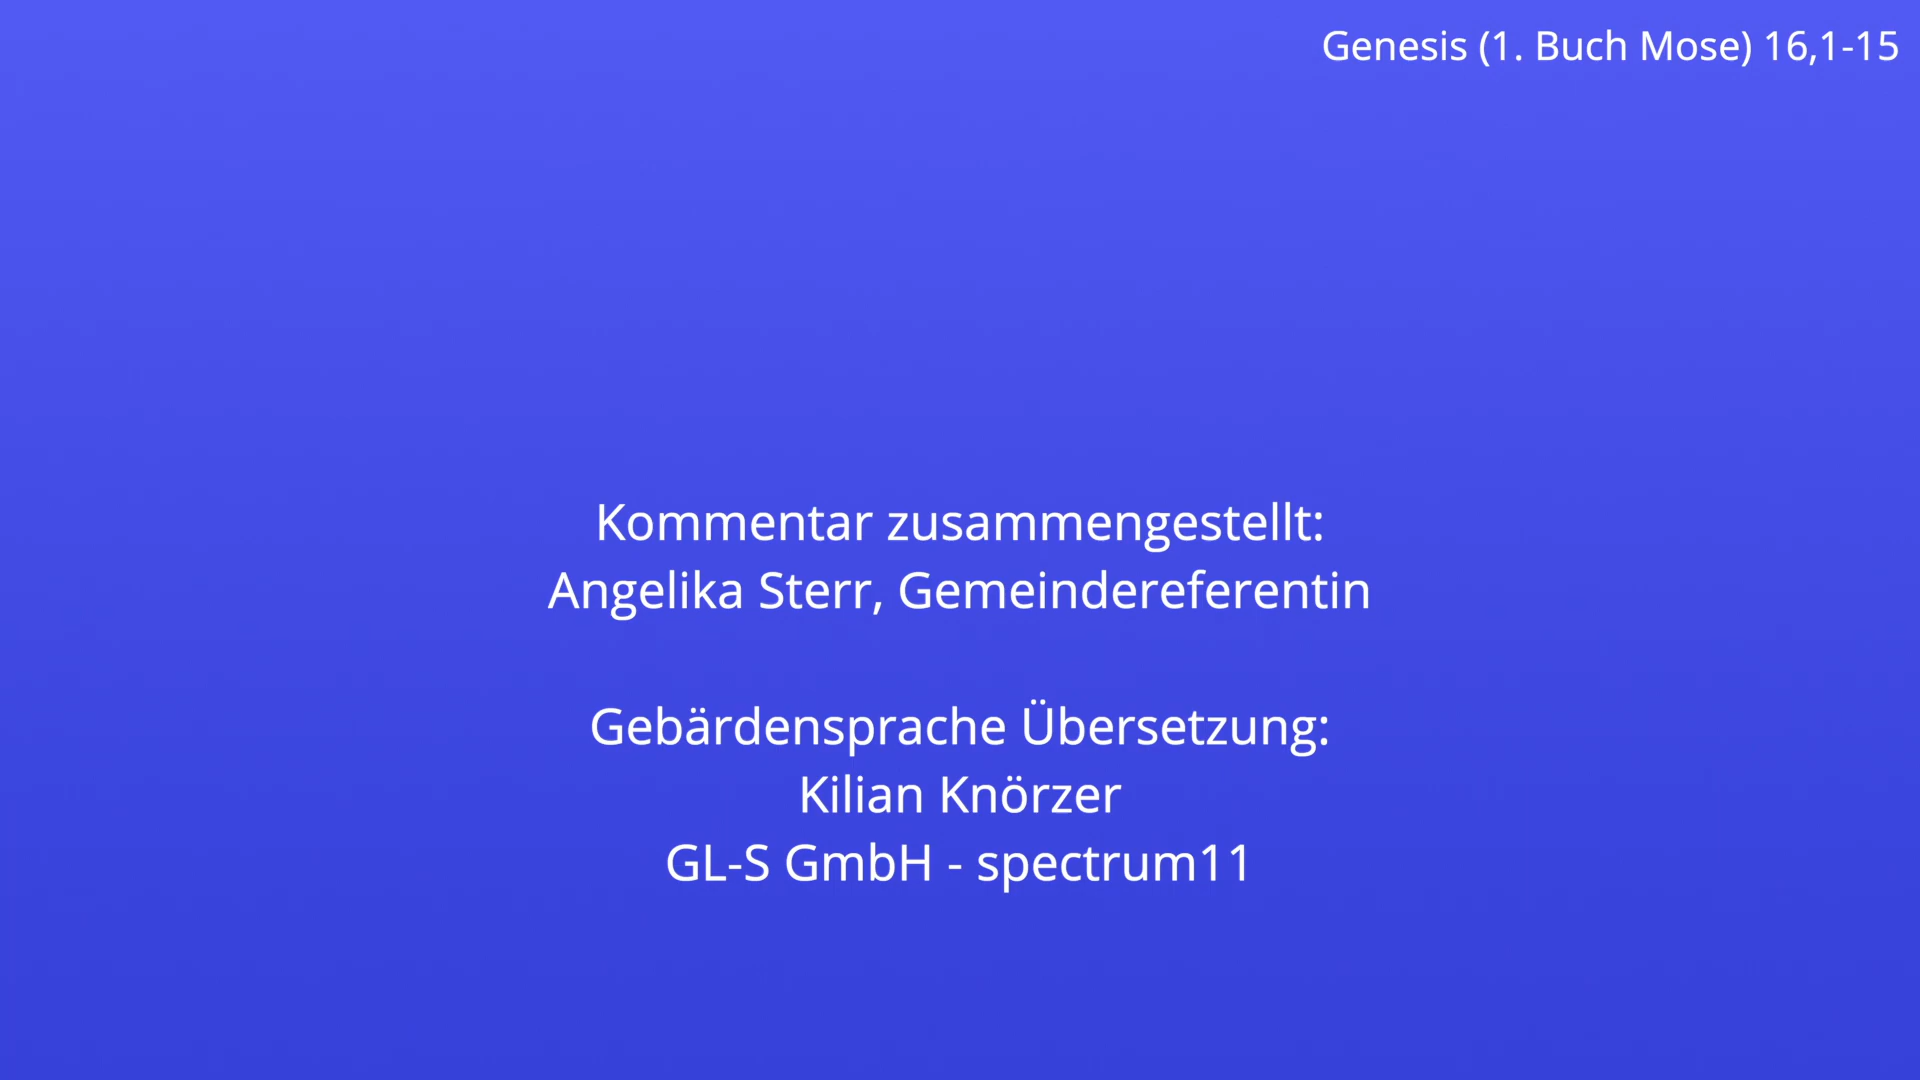 Genesis (1. Buch Mose) 16,1-15
Kommentar zusammengestellt:
Angelika Sterr, Gemeindereferentin
Gebärdensprache Übersetzung:
Kilian Knörzer
GL-S GmbH - spectrum11